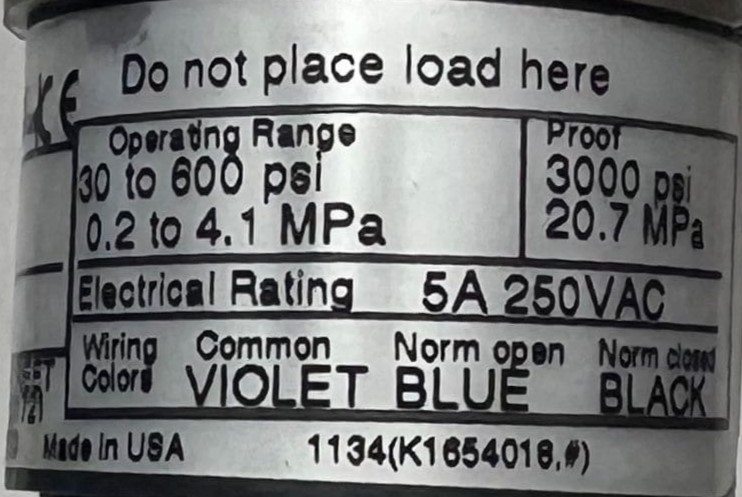 Do not place load here
CE
Operating Range
30 to 600 psi
0.2 to 4.1 MPa
Proof
3000 psi
20.7 MPa
Electrical Rating 5A 250VAC
Wiring Colors
Common
VIOLET
Norm open
BLUE
Norm closed
BLACK
Made in USA 1134(K1654018,#)